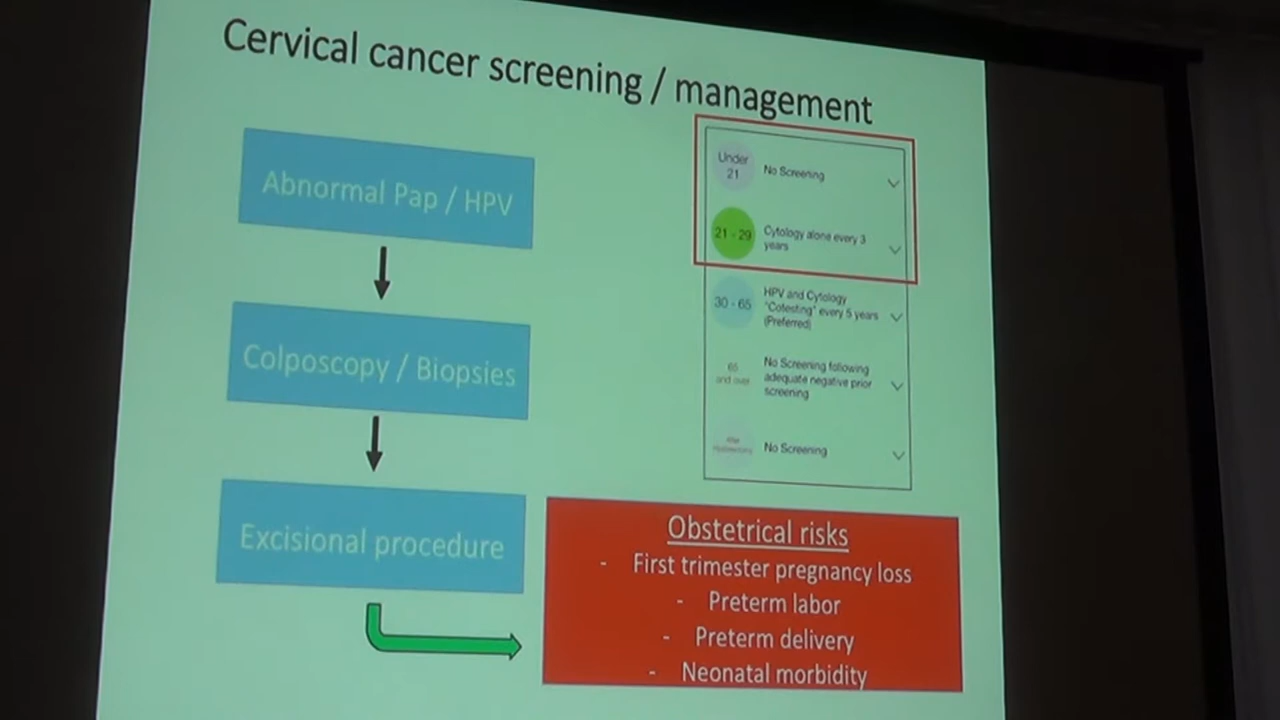 Cervical cancer screening / management
Abnormal Pap / HPV
Colposcopy / Biopsies
Excisional procedure
Under
21
No Screening
21 - 29
Cytology alone every 3
years
30 - 65
HPV and Cytology
"Cotesting" every 5 years
(Preferred)
65
and over
No Screening following
adequate negative prior
screening
After
Hysterectomy
No Screening
Obstetrical risks
- First trimester pregnancy loss
- Preterm labor
- Preterm delivery
- Neonatal morbidity